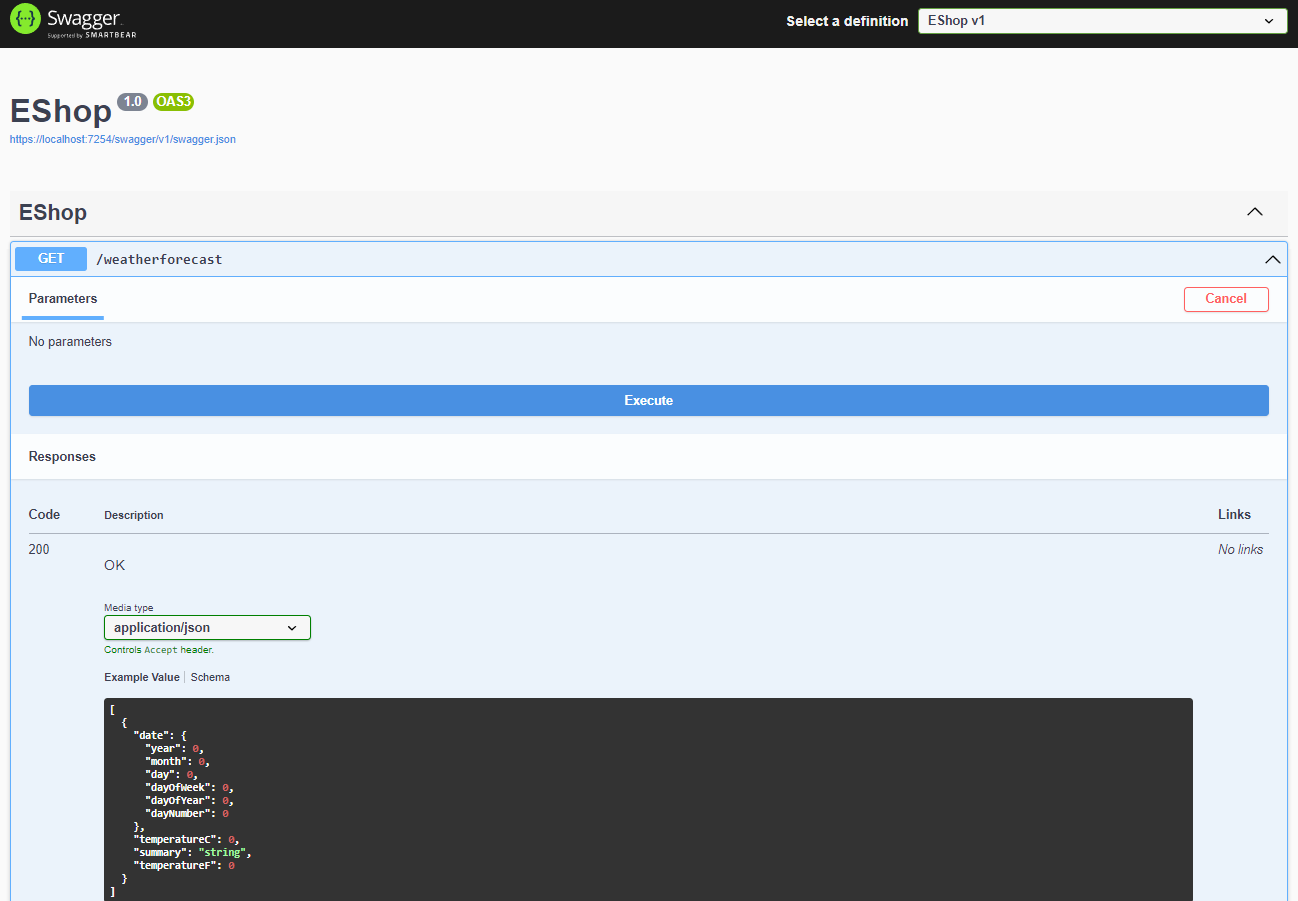 Swagger
Supported by SMARTBEAR
Select a definition
EShop v1
EShop 1.0 OAS3
https://localhost:7254/swagger/v1/swagger.json
EShop
GET /weatherforecast
Parameters
Cancel
No parameters
Execute
Responses
Code Description Links
200 No links
OK
Media type
application/json
Controls Accept header.
Example Value Schema
[
  {
    "date": {
      "year": 0,
      "month": 0,
      "day": 0,
      "dayOfWeek": 0,
      "dayOfYear": 0,
      "dayNumber": 0
    },
    "temperatureC": 0,
    "summary": "string",
    "temperatureF": 0
  }
]